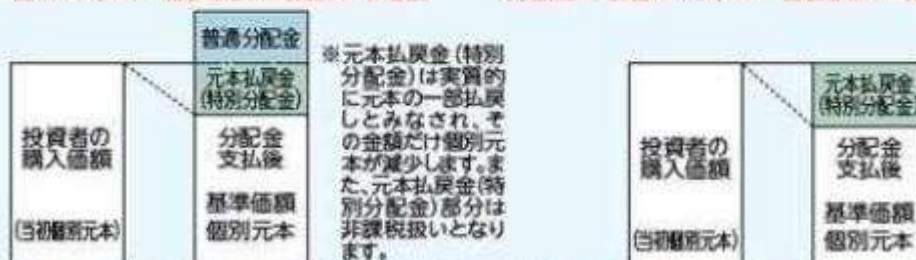 普通分配金
元本払戻金
(特別分配金)
投資者の
購入価額
(当初個別元本)
分配金
支払後
基準価額
個別元本
※元本払戻金(特別
分配金)は実質的
に元本の一部払戻
しとみなされ、そ
の金額だけ個別元
本が減少します。ま
た、元本払戻金(特
別分配金)部分は
非課税扱いとなり
ます。
元本払戻金
(特別分配金)
投資者の
購入価額
(当初個別元本)
分配金
支払後
基準価額
個別元本